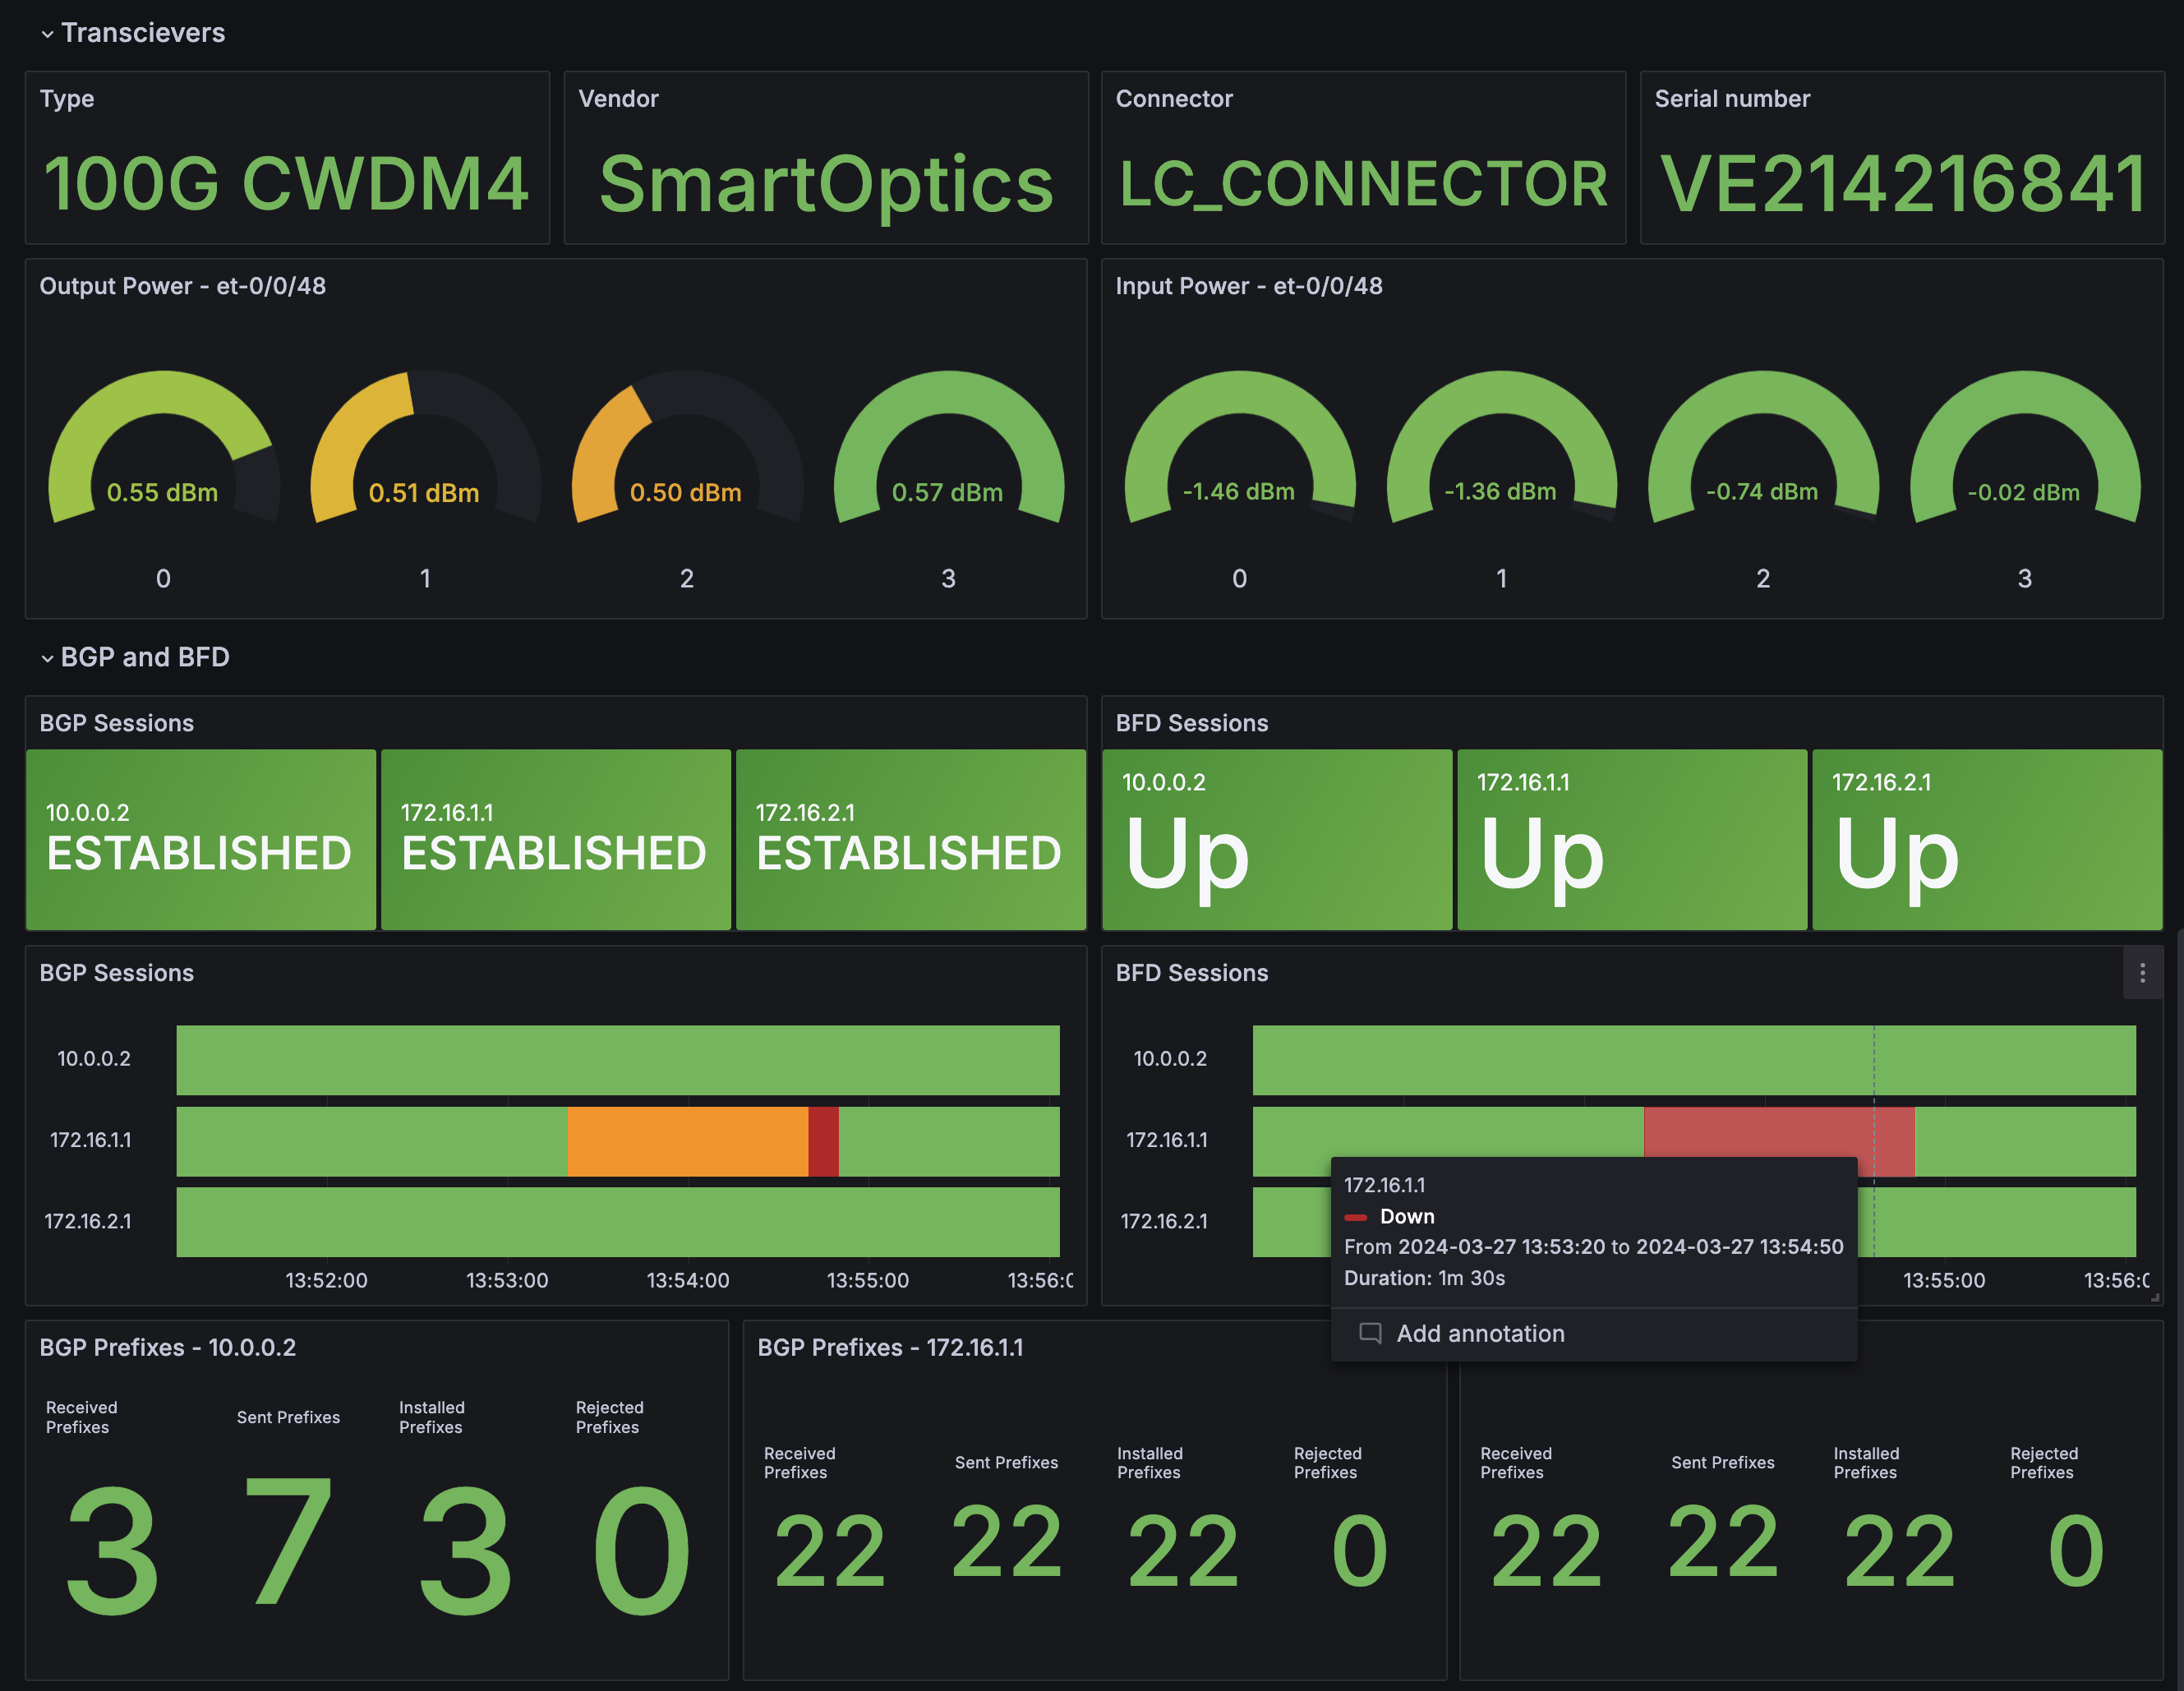 Transcievers
Type
100G CWDM4
Vendor
SmartOptics
Connector
LC_CONNECTOR
Serial number
VE214216841
Output Power - et-0/0/48
0.55 dBm
0.51 dBm
0.50 dBm
0.57 dBm
0
1
2
3
Input Power - et-0/0/48
-1.46 dBm
-1.36 dBm
-0.74 dBm
-0.02 dBm
0
1
2
3
BGP and BFD
BGP Sessions
10.0.0.2
ESTABLISHED
172.16.1.1
ESTABLISHED
172.16.2.1
ESTABLISHED
BFD Sessions
10.0.0.2
Up
172.16.1.1
Up
172.16.2.1
Up
BGP Sessions
10.0.0.2
172.16.1.1
172.16.2.1
13:52:00
13:53:00
13:54:00
13:55:00
13:56:0
BFD Sessions
10.0.0.2
172.16.1.1
172.16.2.1
172.16.1.1
Down
From 2024-03-27 13:53:20 to 2024-03-27 13:54:50
Duration: 1m 30s
Add annotation
13:55:00
13:56:0
BGP Prefixes - 10.0.0.2
Received
Prefixes
3
Sent Prefixes
7
Installed
Prefixes
3
Rejected
Prefixes
0
BGP Prefixes - 172.16.1.1
Received
Prefixes
22
Sent Prefixes
22
Installed
Prefixes
22
Rejected
Prefixes
0
Received
Prefixes
22
Sent Prefixes
22
Installed
Prefixes
22
Rejected
Prefixes
0